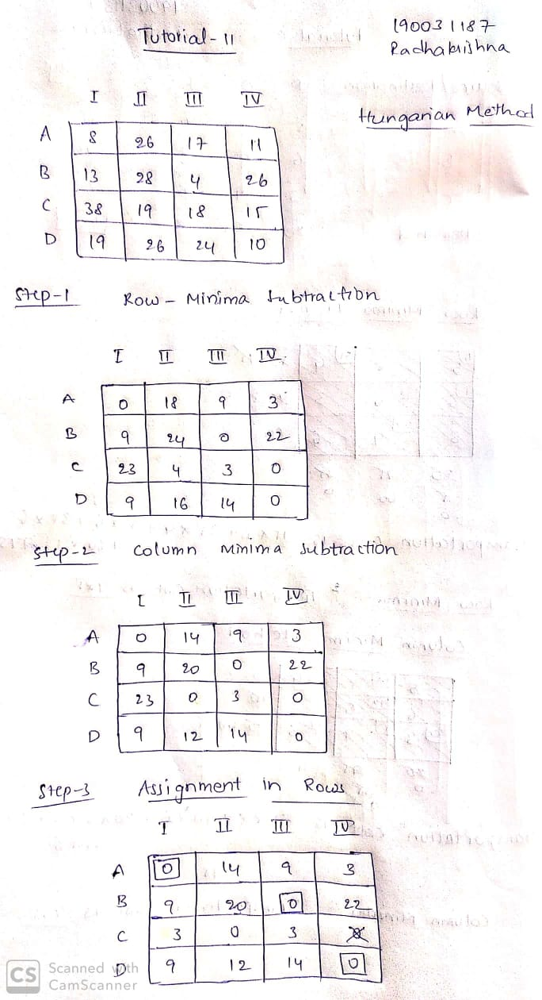 Tutorial-11
190031187
Radhakrishna
Hungarian Method
I II III IV
A 8 26 17 11
B 13 28 4 26
C 38 19 18 15
D 19 26 24 10
Step-1 Row - Minima Subtraction
I II III IV
A 0 18 9 3
B 9 24 0 22
C 23 4 3 0
D 9 16 14 0
Step-2 Column Minima Subtraction
I II III IV
A 0 14 9 3
B 9 20 0 22
C 23 0 3 0
D 9 12 14 0
Step-3 Assignment in Rows
I II III IV
A 0 14 9 3
B 9 20 0 22
C 3 0 3 0
D 9 12 14 0
CS Scanned with
CamScanner